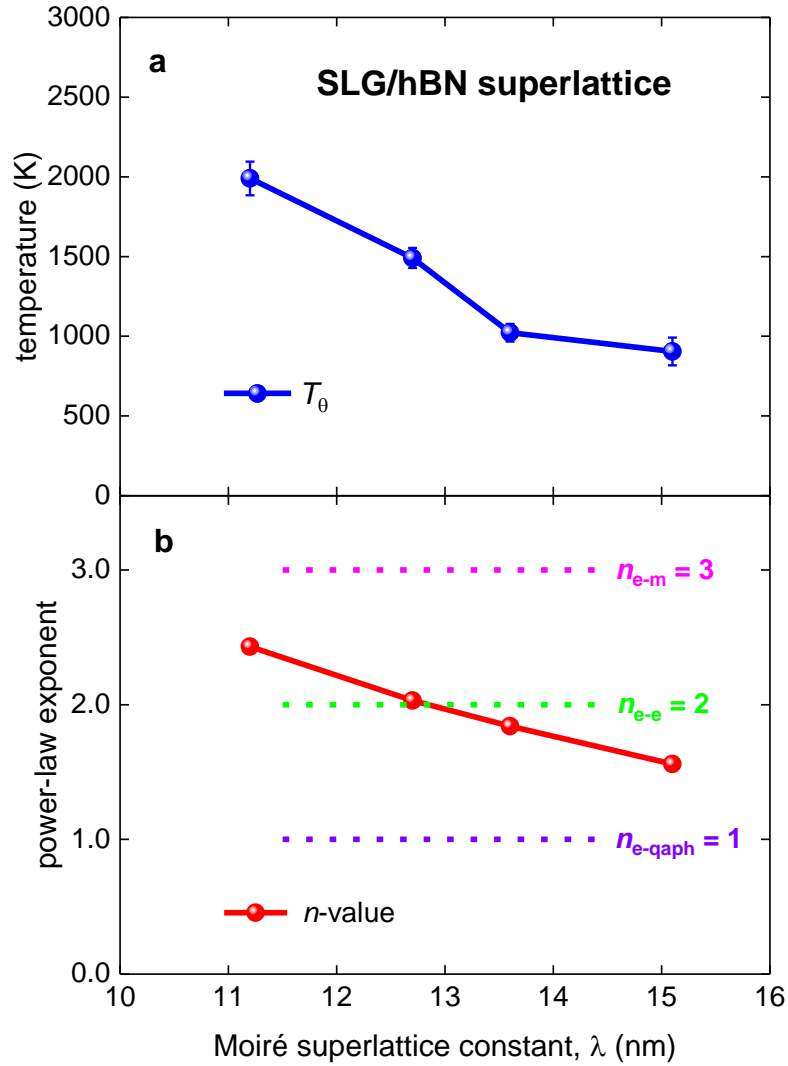 3000
a
SLG/hBN superlattice
2500
2000
1500
1000
500
0
temperature (K)
Tθ
b
3.0
2.0
1.0
0.0
power-law exponent
ne-m = 3
ne-e = 2
ne-qaph = 1
n-value
10 11 12 13 14 15 16
Moiré superlattice constant, λ (nm)